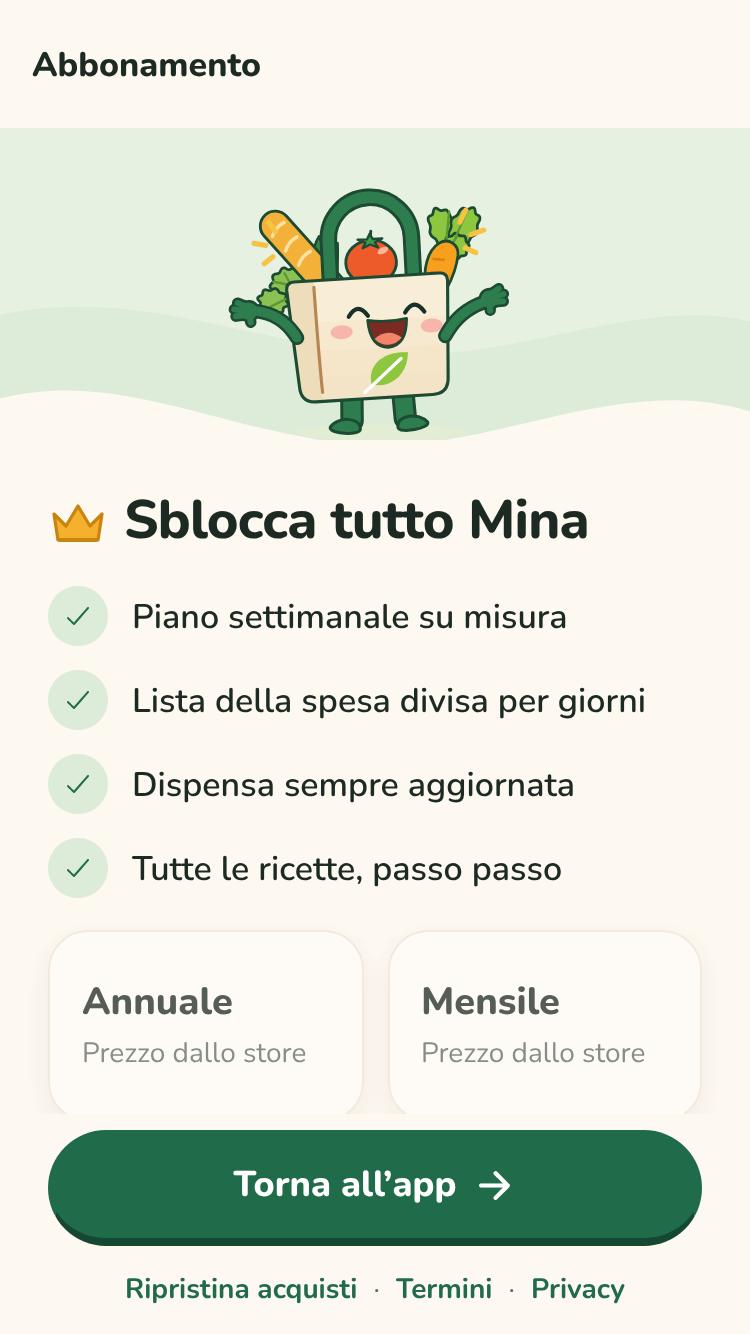 Abbonamento
Sblocca tutto Mina
Piano settimanale su misura
Lista della spesa divisa per giorni
Dispensa sempre aggiornata
Tutte le ricette, passo passo
Annuale
Prezzo dallo store
Mensile
Prezzo dallo store
Torna all’app →
Ripristina acquisti · Termini · Privacy